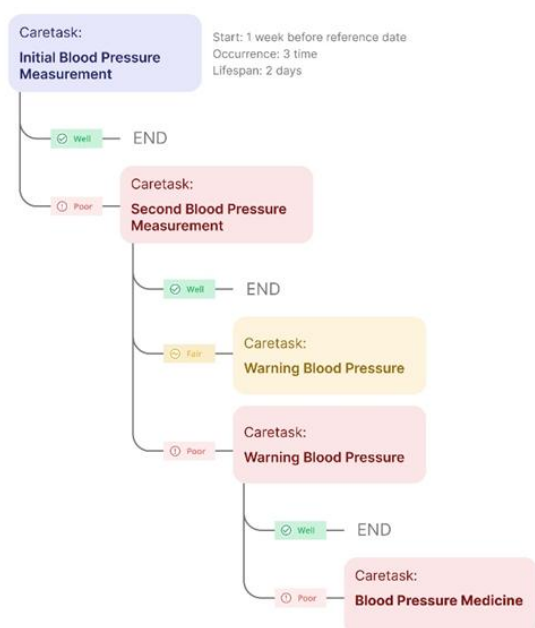 Caretask:
Initial Blood Pressure
Measurement
Start: 1 week before reference date
Occurrence: 3 time
Lifespan: 2 days
Well
END
Poor
Caretask:
Second Blood Pressure
Measurement
Well
END
Fair
Caretask:
Warning Blood Pressure
Poor
Caretask:
Warning Blood Pressure
Well
END
Poor
Caretask:
Blood Pressure Medicine